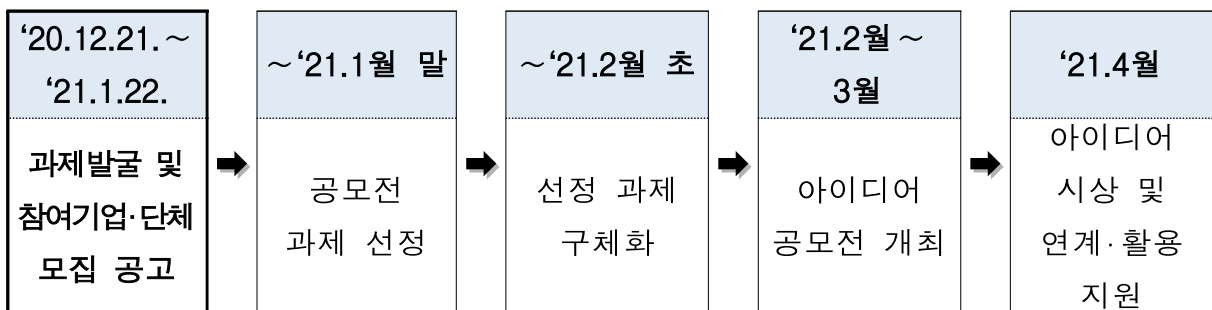 ‘20.12.21.～
‘21.1.22.
과제발굴 및
참여기업·단체
모집 공고
～‘21.1월 말
공모전
과제 선정
～‘21.2월 초
선정 과제
구체화
‘21.2월～
3월
아이디어
공모전 개최
‘21.4월
아이디어
시상 및
연계·활용
지원